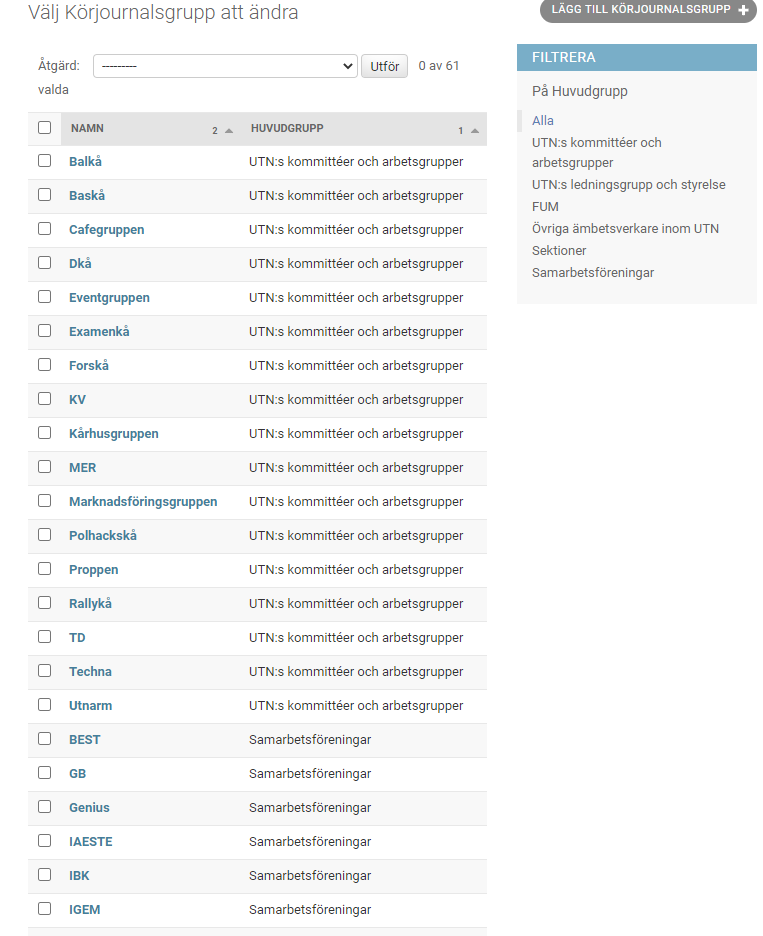 Välj Körjournalsgrupp att ändra
LÄGG TILL KÖRJOURNALSGRUPP
Åtgärd: --------- Utför 0 av 61
valda
NAMN 2 HUVUDGRUPP 1
Balkå UTN:s kommittéer och arbetsgrupper
Baskå UTN:s kommittéer och arbetsgrupper
Cafegruppen UTN:s kommittéer och arbetsgrupper
Dkå UTN:s kommittéer och arbetsgrupper
Eventgruppen UTN:s kommittéer och arbetsgrupper
Examenkå UTN:s kommittéer och arbetsgrupper
Forskå UTN:s kommittéer och arbetsgrupper
KV UTN:s kommittéer och arbetsgrupper
Kårhusgruppen UTN:s kommittéer och arbetsgrupper
MER UTN:s kommittéer och arbetsgrupper
Marknadsföringsgruppen UTN:s kommittéer och arbetsgrupper
Polhackskå UTN:s kommittéer och arbetsgrupper
Proppen UTN:s kommittéer och arbetsgrupper
Rallykå UTN:s kommittéer och arbetsgrupper
TD UTN:s kommittéer och arbetsgrupper
Techna UTN:s kommittéer och arbetsgrupper
Utnarm UTN:s kommittéer och arbetsgrupper
BEST Samarbetsföreningar
GB Samarbetsföreningar
Genius Samarbetsföreningar
IAESTE Samarbetsföreningar
IBK Samarbetsföreningar
IGEM Samarbetsföreningar
FILTRERA
På Huvudgrupp
Alla
UTN:s kommittéer och
arbetsgrupper
UTN:s ledningsgrupp och styrelse
FUM
Övriga ämbetsverkare inom UTN
Sektioner
Samarbetsföreningar